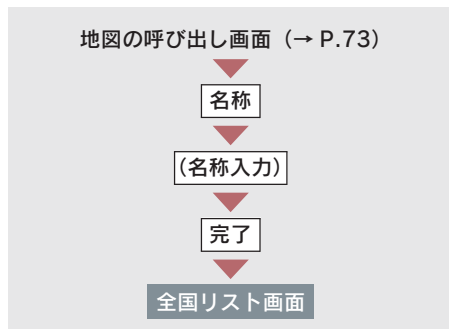 地図の呼び出し画面（→ P.73）
名称
(名称入力)
完了
全国リスト画面